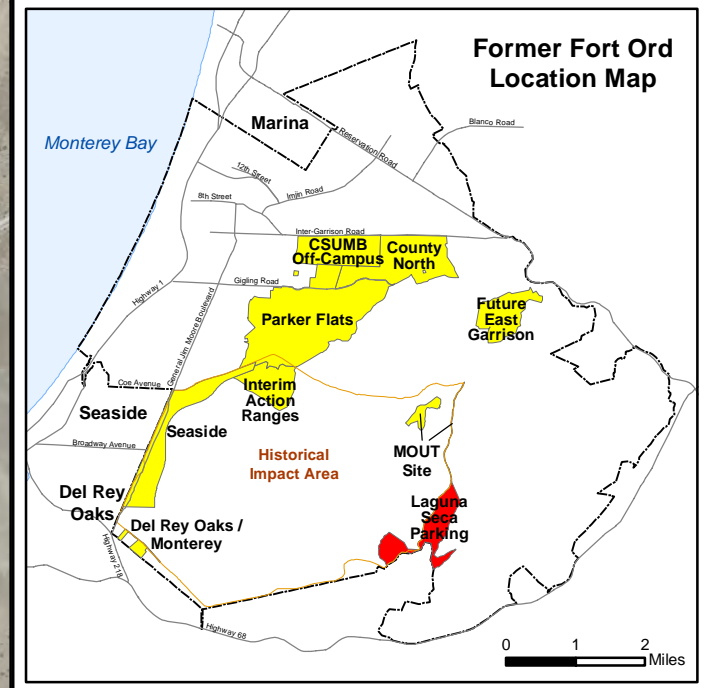 Former Fort Ord
Location Map
Monterey Bay
Marina
Blanco Road
Reservation Road
12th Street
Imjin Road
8th Street
Inter-Garrison Road
CSUMB
Off-Campus
County
North
Gigling Road
Highway 1
General Jim Moore Boulevard
Parker Flats
Future
East
Garrison
Coe Avenue
Interim
Action
Ranges
Seaside
Seaside
Broadway Avenue
Historical
Impact Area
MOUT
Site
Del Rey
Oaks
Laguna
Seca
Parking
Del Rey Oaks /
Monterey
Highway 218
Highway 68
0 1 2
Miles